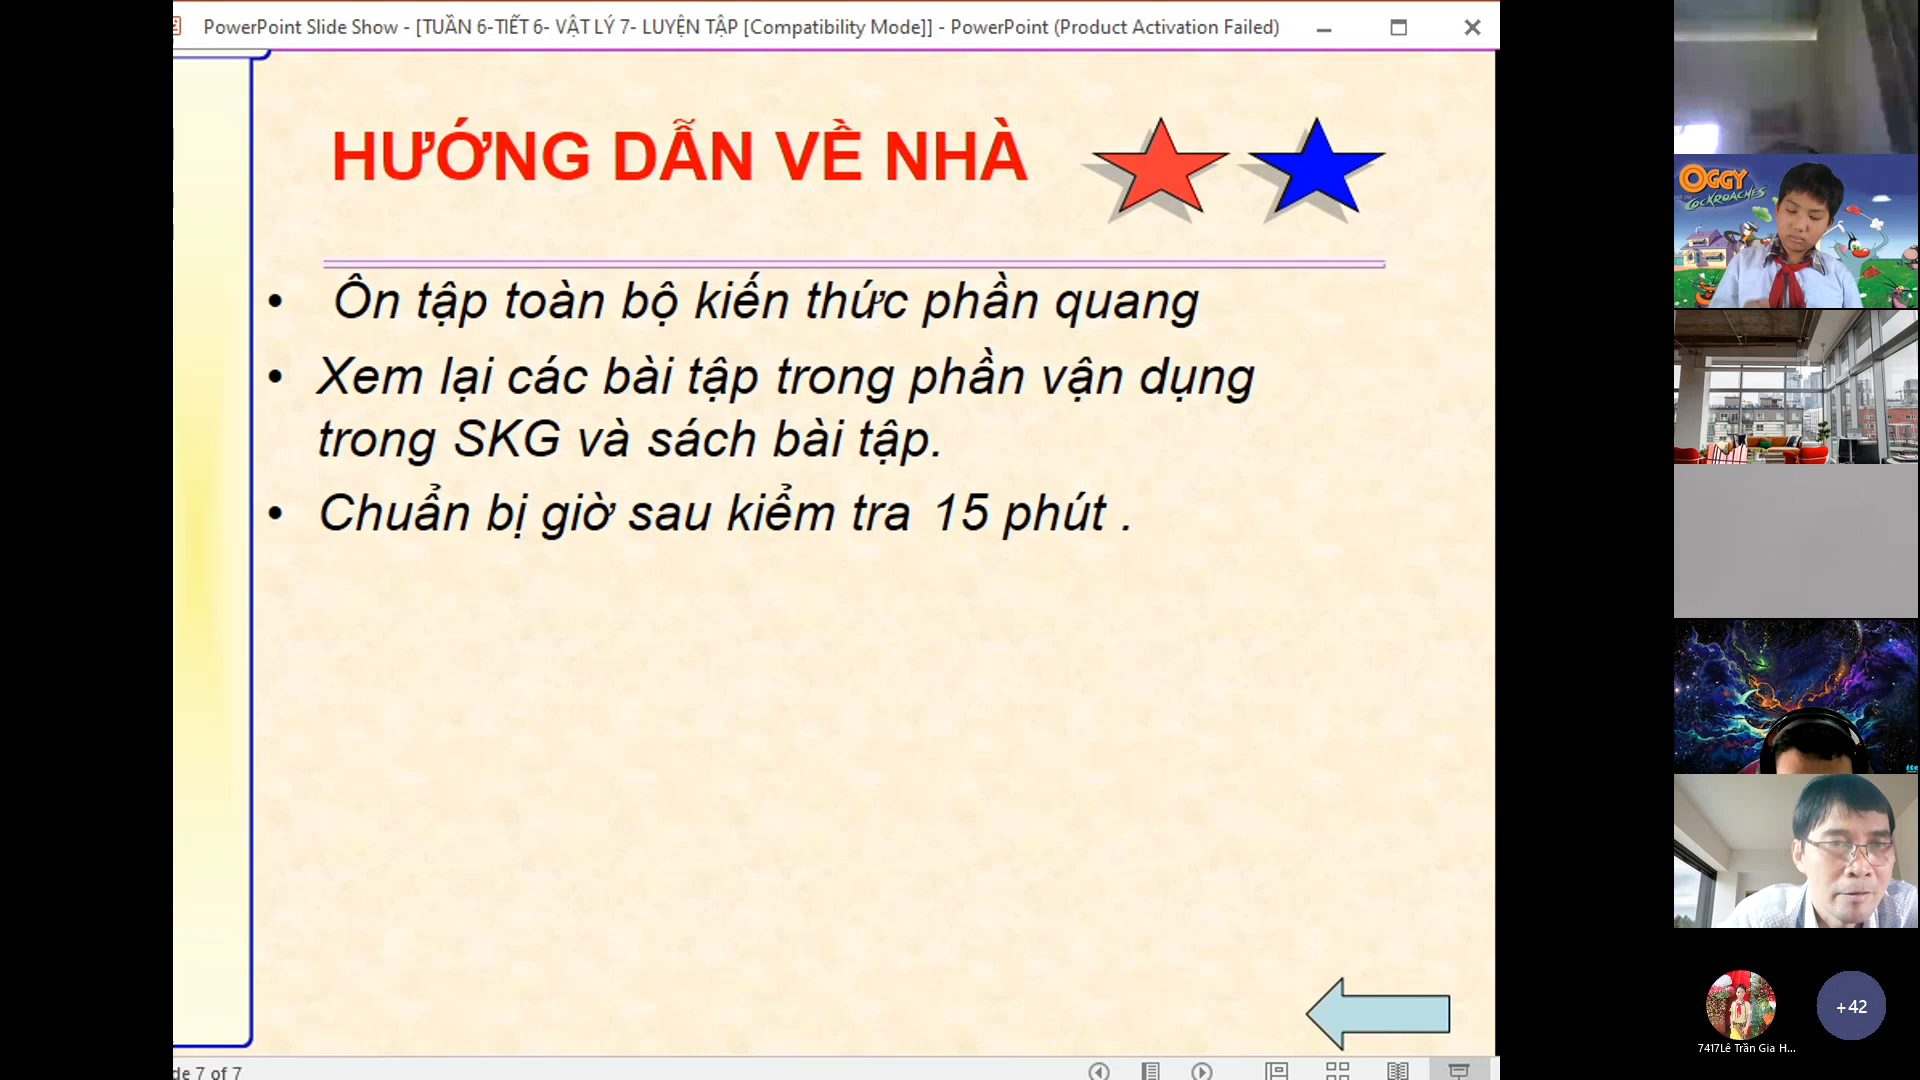 PowerPoint Slide Show - [TUẦN 6-TIẾT 6- VẬT LÝ 7- LUYỆN TẬP [Compatibility Mode]] - PowerPoint (Product Activation Failed)
HƯỚNG DẪN VỀ NHÀ
• Ôn tập toàn bộ kiến thức phần quang
• Xem lại các bài tập trong phần vận dụng
trong SKG và sách bài tập.
• Chuẩn bị giờ sau kiểm tra 15 phút .
de 7 of 7
OGGY
COCKROACHES
+42
7417Lê Trần Gia H...